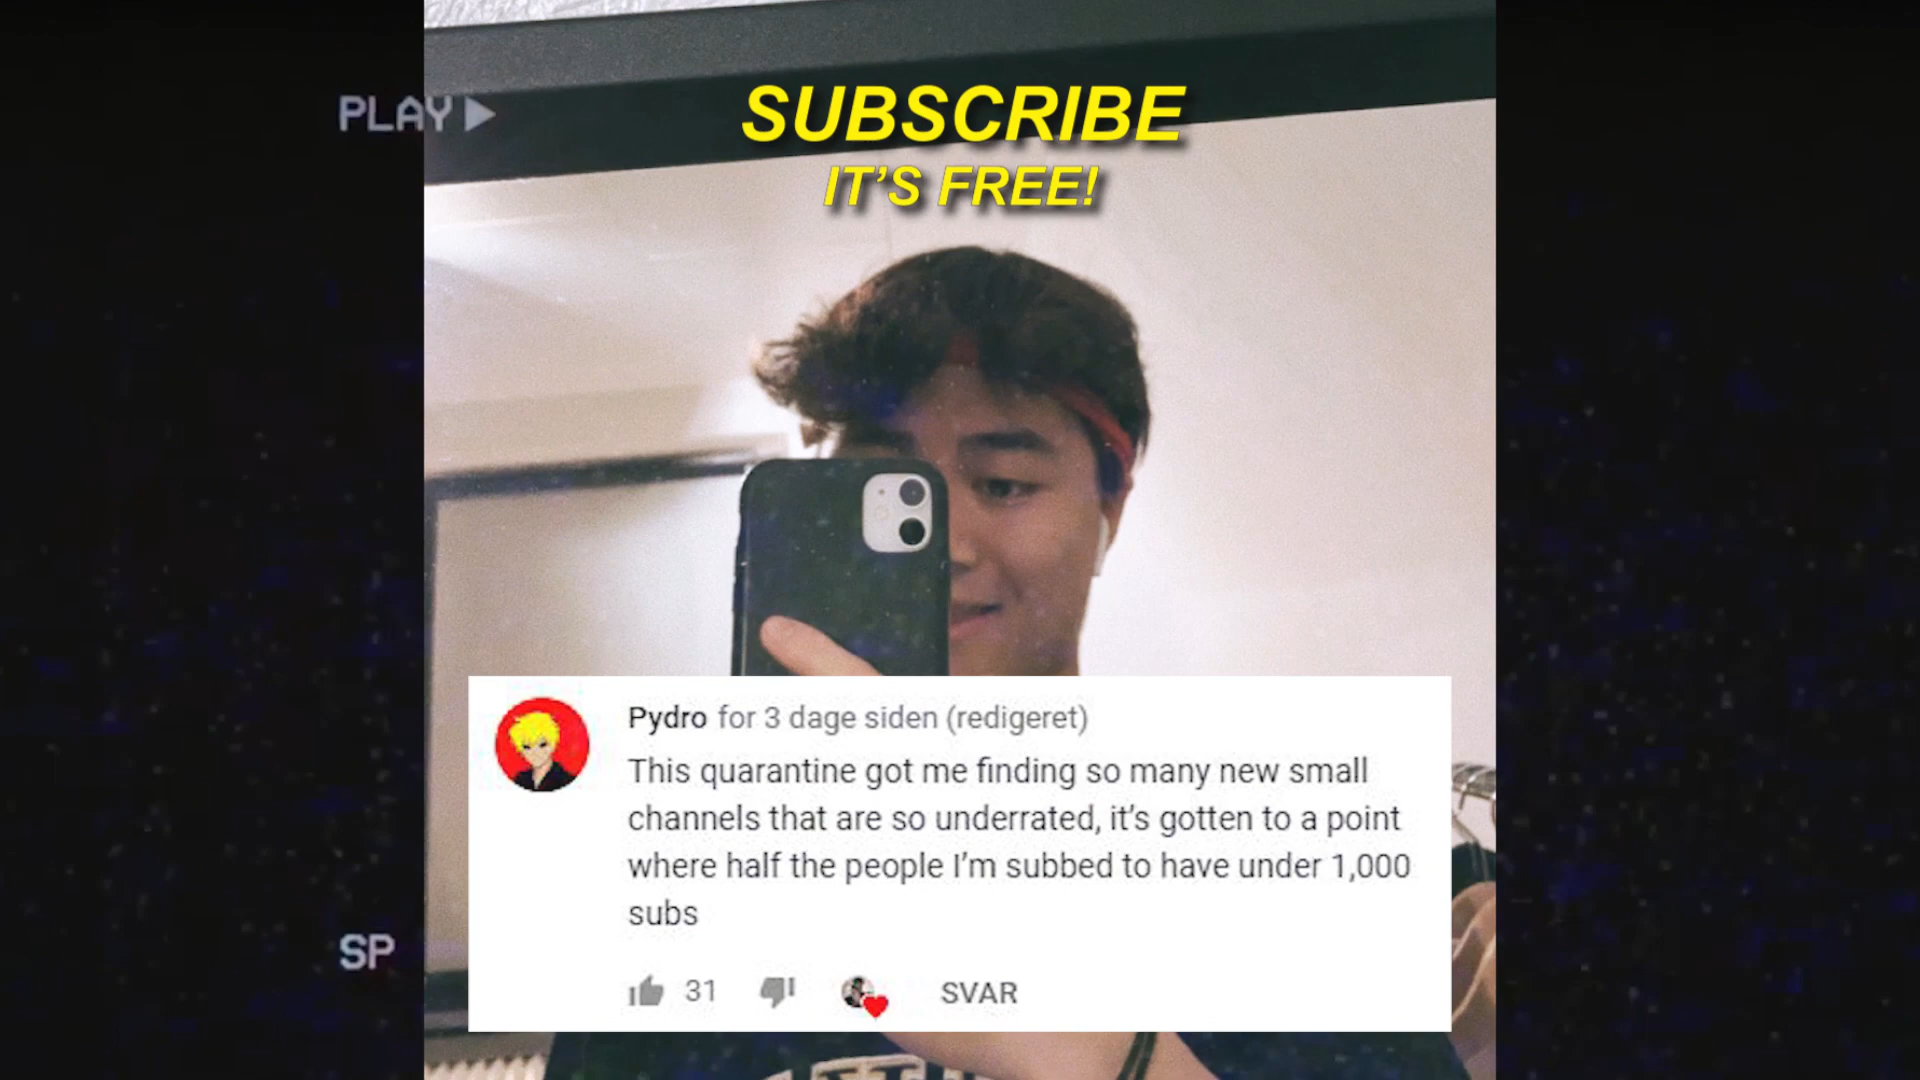 PLAY
SUBSCRIBE
IT'S FREE!
Pydro for 3 dage siden (redigeret)
This quarantine got me finding so many new small
channels that are so underrated, it's gotten to a point
where half the people I'm subbed to have under 1,000
subs
31
SVAR
SP